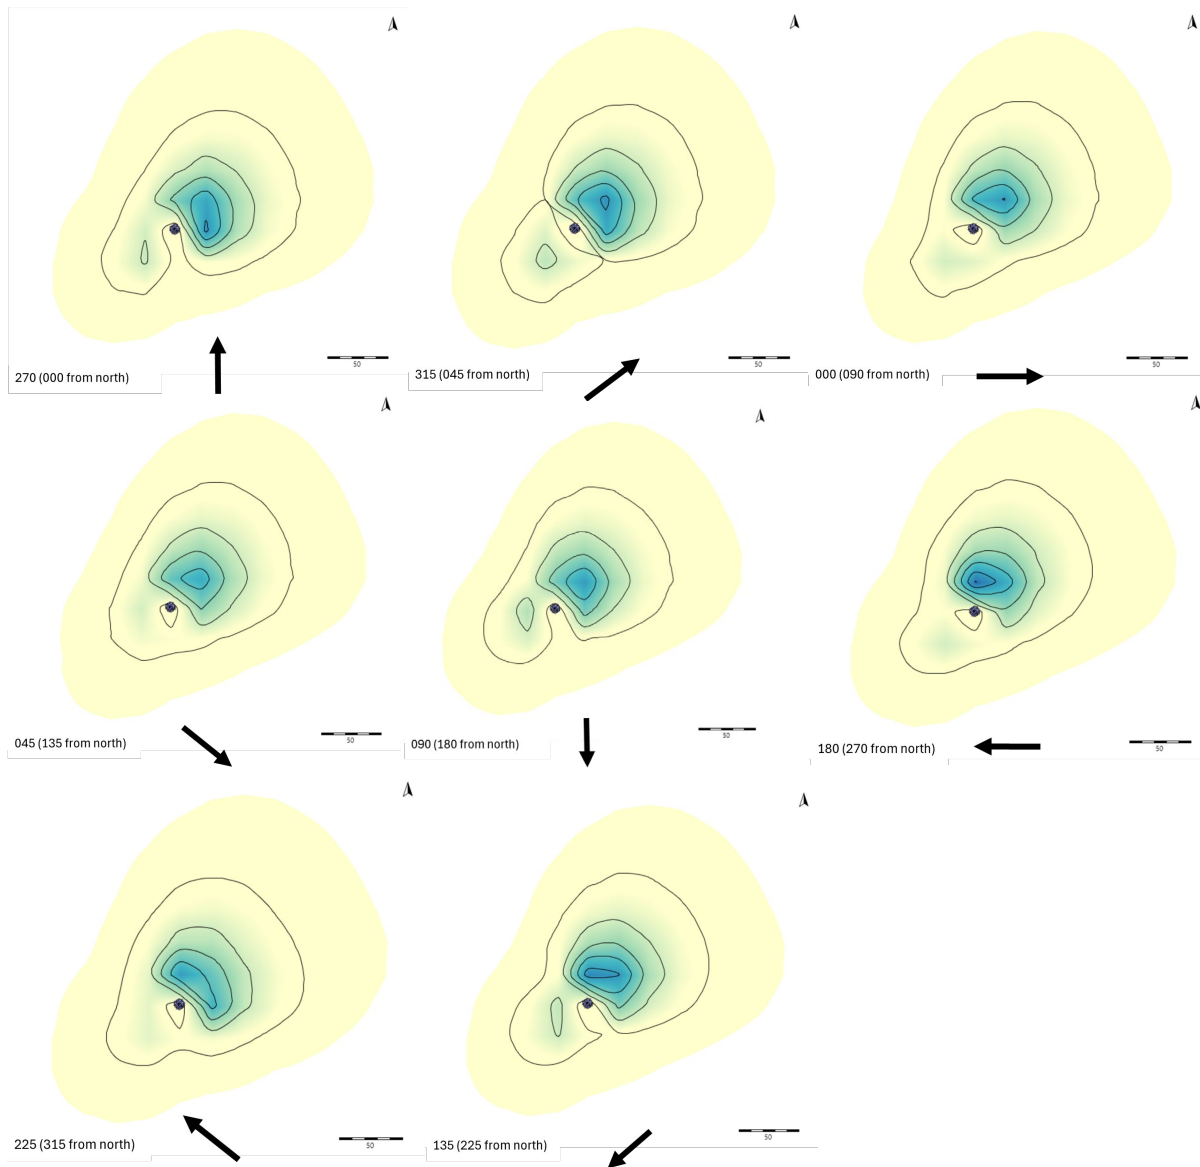 50
50
50
270 (000 from north)
315 (045 from north)
000 (090 from north)
50
50
50
045 (135 from north)
090 (180 from north)
180 (270 from north)
50
50
225 (315 from north)
135 (225 from north)